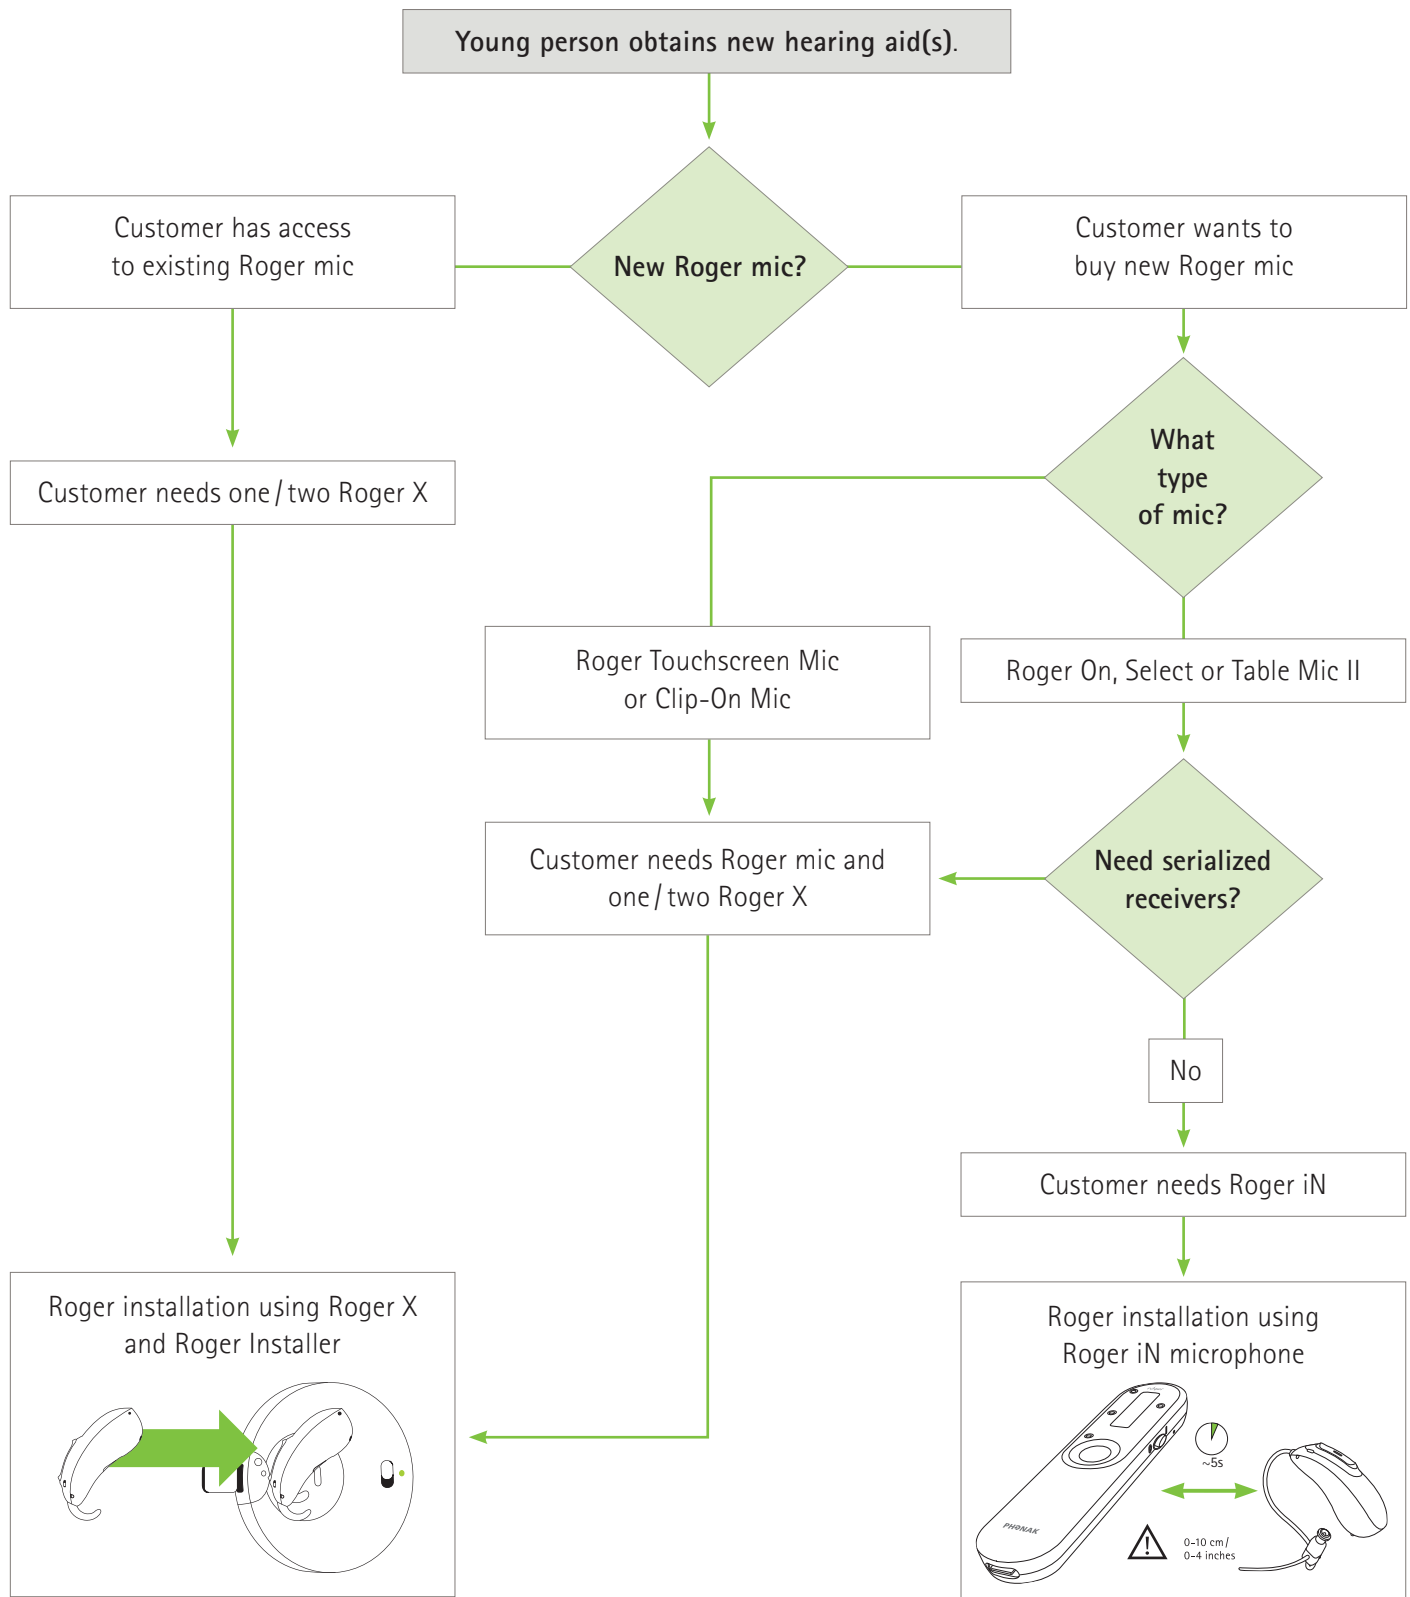 Young person obtains new hearing aid(s).
New Roger mic?
Customer has access
to existing Roger mic
Customer wants to
buy new Roger mic
What
type
of mic?
Customer needs one / two Roger X
Roger Touchscreen Mic
or Clip-On Mic
Roger On, Select or Table Mic II
Customer needs Roger mic and
one / two Roger X
Need serialized
receivers?
No
Customer needs Roger iN
Roger installation using Roger X
and Roger Installer
Roger installation using
Roger iN microphone
~5s
PHONAK
0-10 cm /
0-4 inches